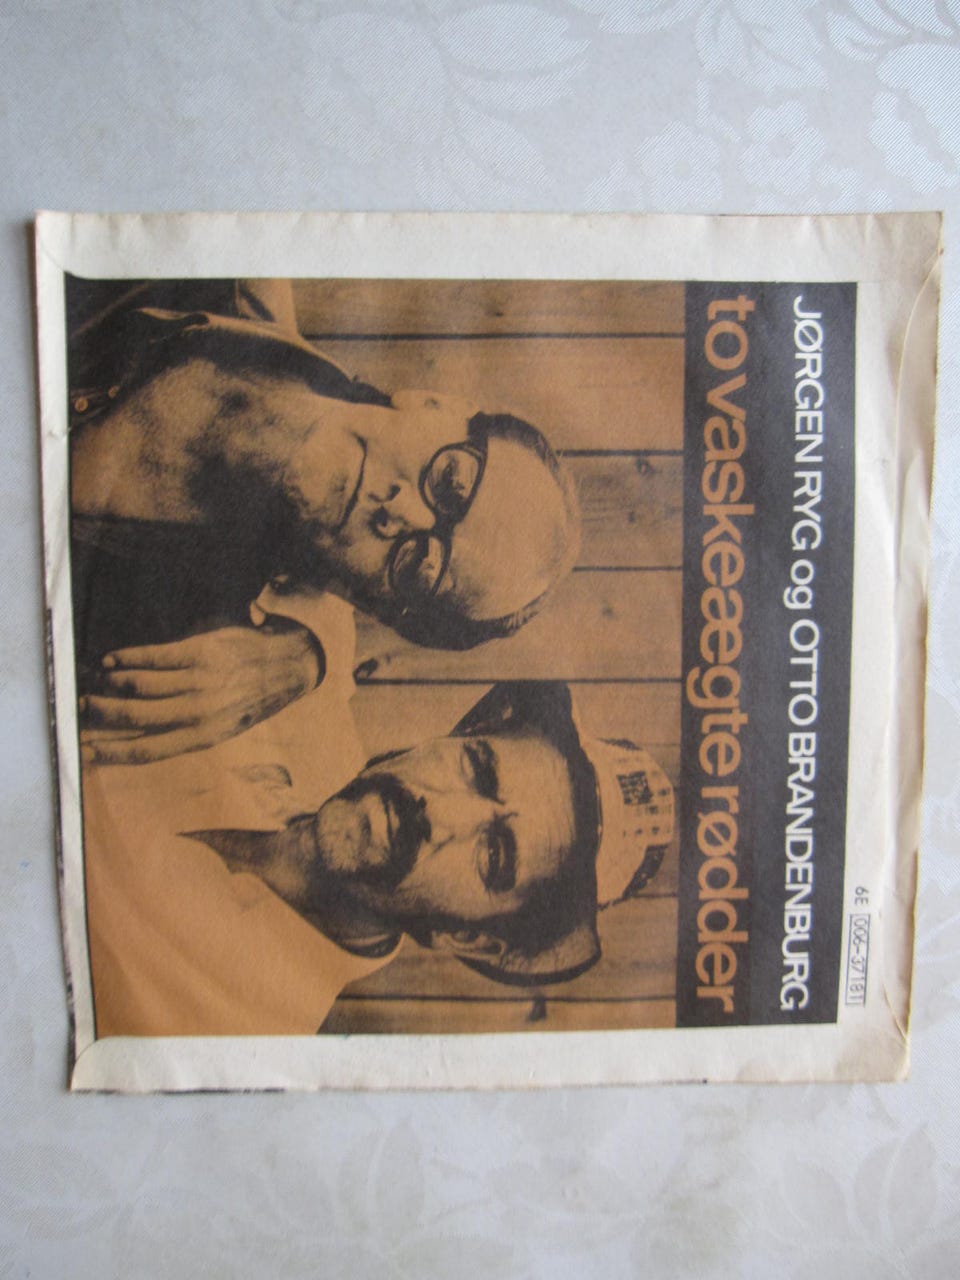 6E 006-37181
JØRGEN RYG og OTTO BRANDENBURG
to vaskeægte rødder